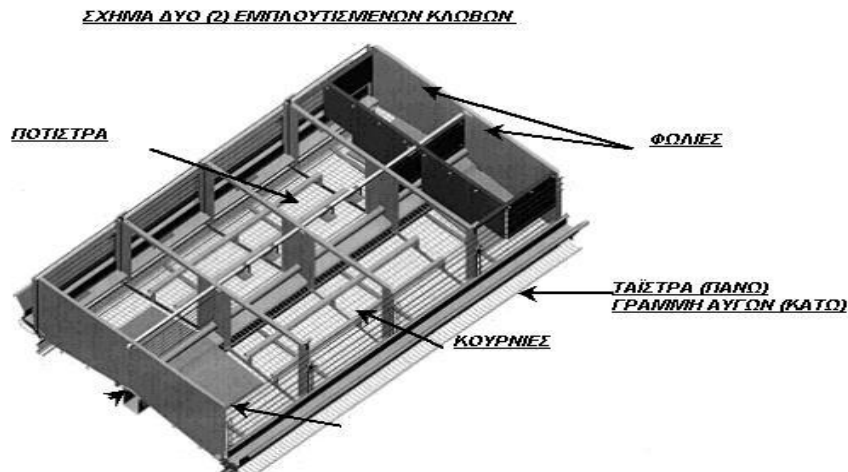 ΣΧΗΜΑ ΔΥΟ (2) ΕΜΠΛΟΥΤΙΣΜΕΝΩΝ ΚΛΩΒΩΝ
ΠΟΤΙΣΤΡΑ
ΦΩΛΙΕΣ
ΤΑΪΣΤΡΑ (ΠΑΝΩ)
ΓΡΑΜΜΗ ΑΥΓΩΝ (ΚΑΤΩ)
ΚΟΥΡΝΙΕΣ